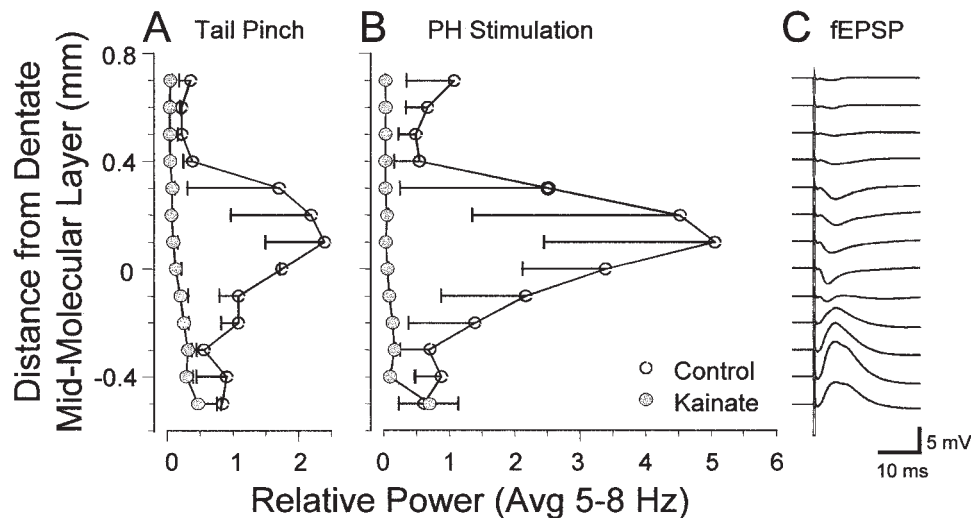 A Tail Pinch
B PH Stimulation
C fEPSP
Distance from Dentate
Mid-Molecular Layer (mm)
0.8
0.4
0
-0.4
Control
Kainate
5 mV
10 ms
0 1 2
0 1 2 3 4 5 6
Relative Power (Avg 5-8 Hz)